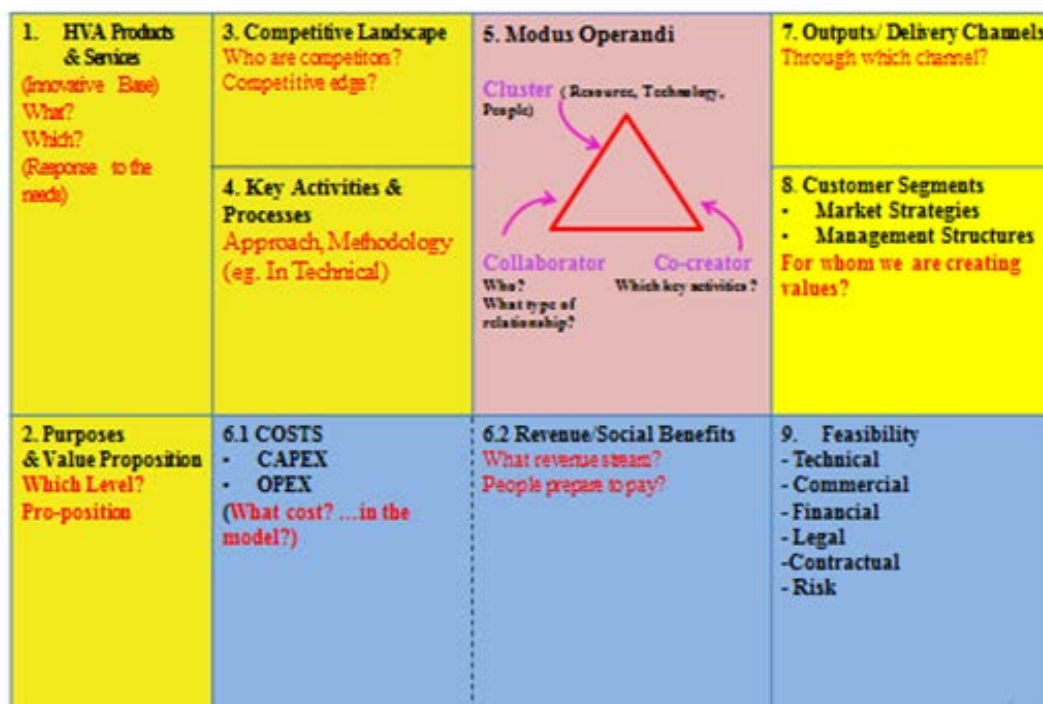 1. HVA Products
& Services
(Innovative Base)
What?
Which?
(Response to the
needs)
2. Purposes
& Value Proposition
Which Level?
Pro-position
3. Competitive Landscape
Who are competitors?
Competitive edge?
4. Key Activities &
Processes
Approach, Methodology
(eg. In Technical)
5. Modus Operandi
Cluster ( Resource, Technology,
People)
Collaborator
Who?
What type of
relationship?
Co-creator
Which key activities ?
6.1 COSTS
• CAPEX
• OPEX
(What cost? ...in the
model?)
6.2 Revenue/Social Benefits
What revenue stream?
People prepare to pay?
7. Outputs/ Delivery Channels
Through which channel?
8. Customer Segments
• Market Strategies
• Management Structures
For whom we are creating
values?
9. Feasibility
- Technical
- Commercial
- Financial
- Legal
-Contractual
- Risk